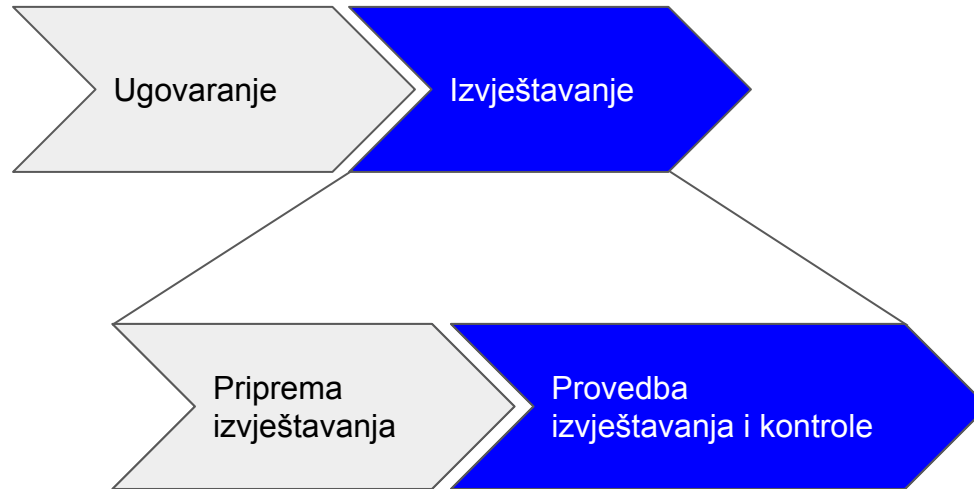 Ugovaranje
Izvještavanje
Priprema
izvještavanja
Provedba
izvještavanja i kontrole